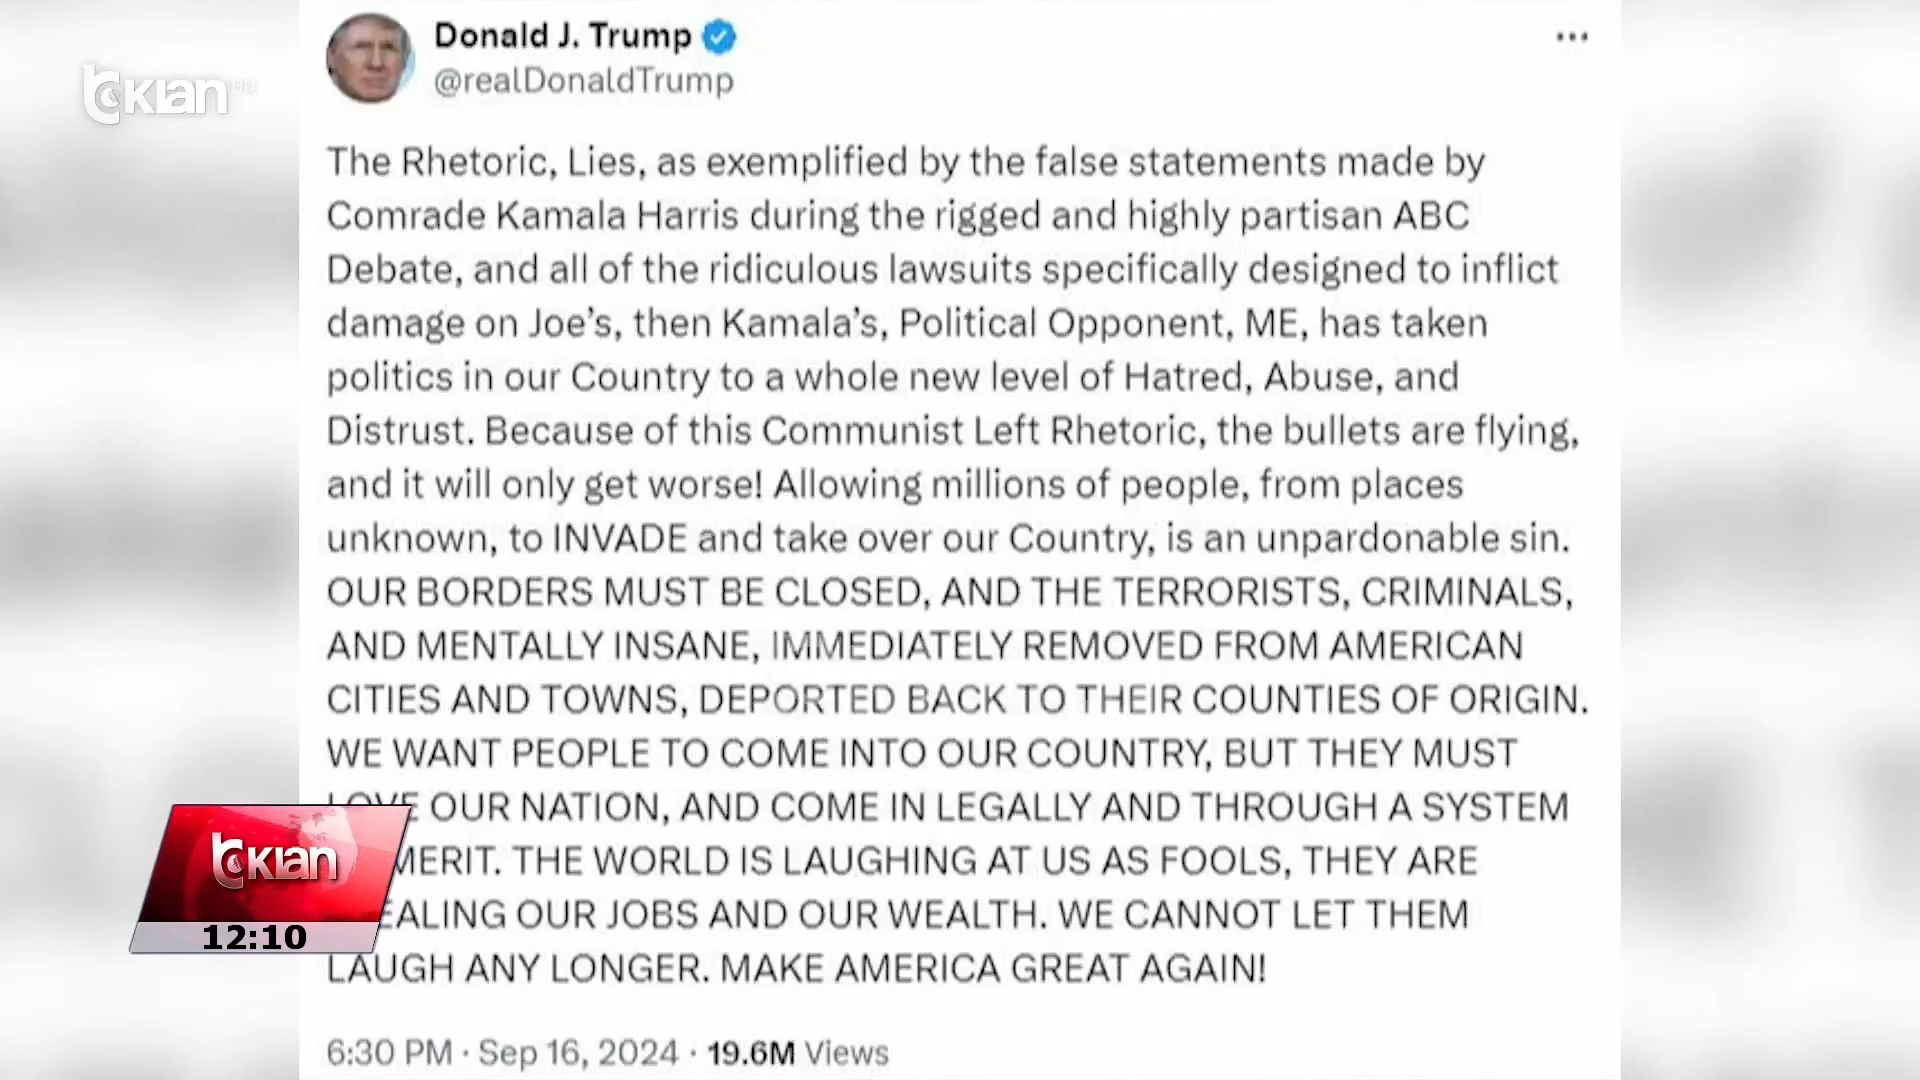 Donald J. Trump
@realDonaldTrump
tcklan HD
The Rhetoric, Lies, as exemplified by the false statements made by
Comrade Kamala Harris during the rigged and highly partisan ABC
Debate, and all of the ridiculous lawsuits specifically designed to inflict
damage on Joe’s, then Kamala’s, Political Opponent, ME, has taken
politics in our Country to a whole new level of Hatred, Abuse, and
Distrust. Because of this Communist Left Rhetoric, the bullets are flying,
and it will only get worse! Allowing millions of people, from places
unknown, to INVADE and take over our Country, is an unpardonable sin.
OUR BORDERS MUST BE CLOSED, AND THE TERRORISTS, CRIMINALS,
AND MENTALLY INSANE, IMMEDIATELY REMOVED FROM AMERICAN
CITIES AND TOWNS, DEPORTED BACK TO THEIR COUNTIES OF ORIGIN.
WE WANT PEOPLE TO COME INTO OUR COUNTRY, BUT THEY MUST
LOVE OUR NATION, AND COME IN LEGALLY AND THROUGH A SYSTEM
MERIT. THE WORLD IS LAUGHING AT US AS FOOLS, THEY ARE
EALING OUR JOBS AND OUR WEALTH. WE CANNOT LET THEM
LAUGH ANY LONGER. MAKE AMERICA GREAT AGAIN!
tcklan
12:10
6:30 PM · Sep 16, 2024 · 19.6M Views